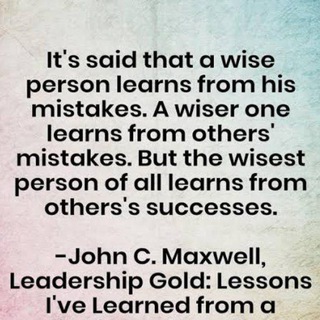 It's said that a wise
person learns from his
mistakes. A wiser one
learns from others'
mistakes. But the wisest
person of all learns from
others's successes.
-John C. Maxwell,
Leadership Gold: Lessons
I've Learned from a